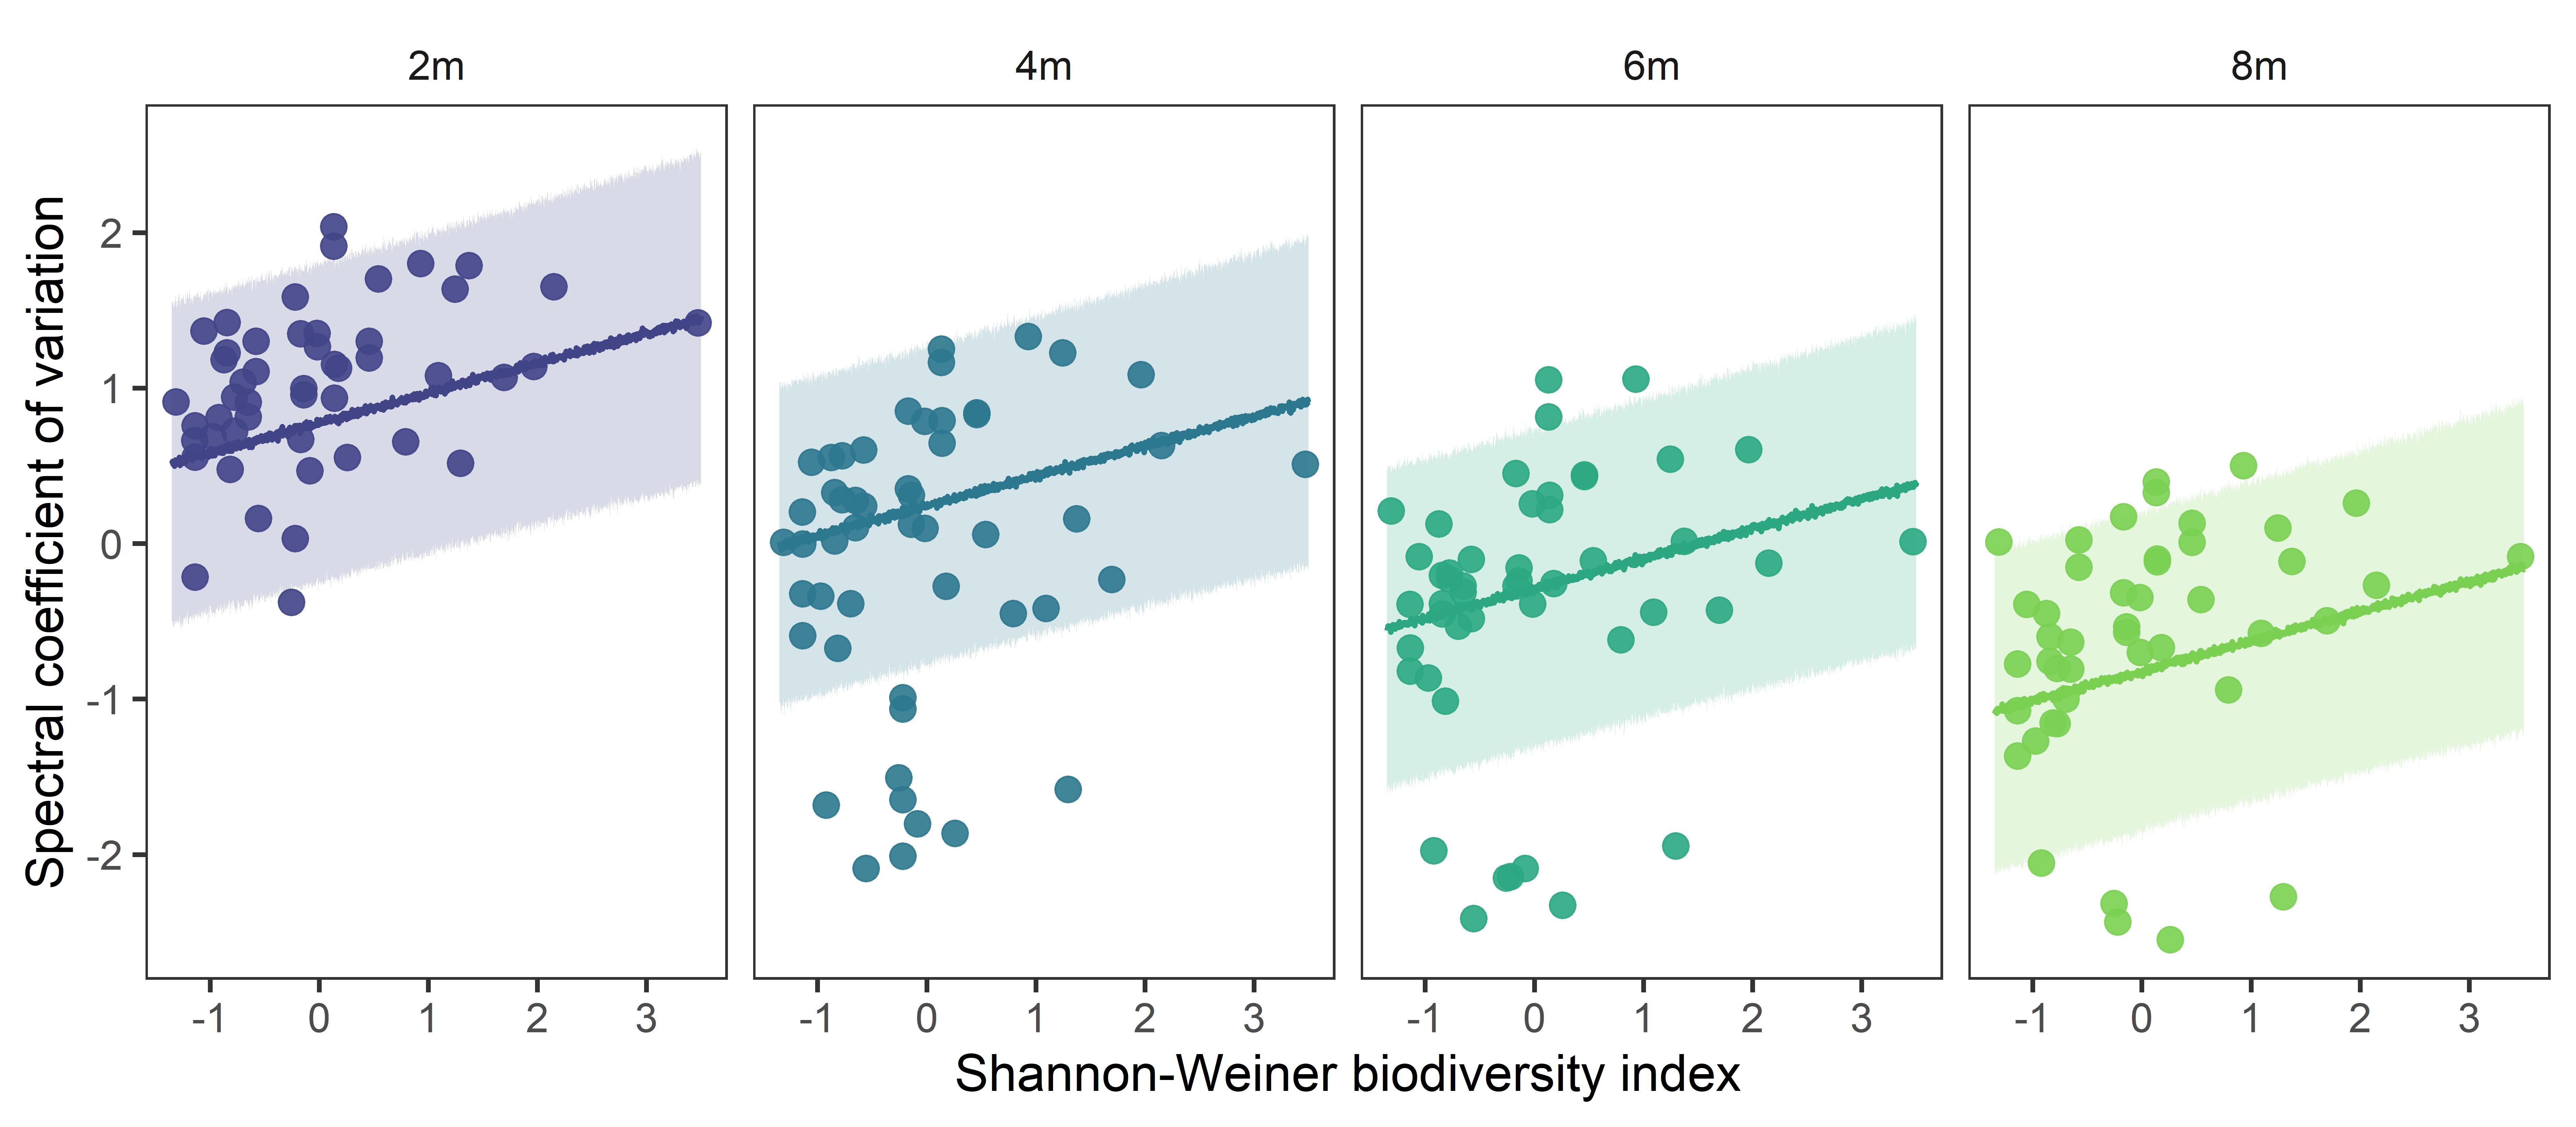 2m 4m 6m 8m
Spectral coefficient of variation
2
1
0
-1
-2
-1 0 1 2 3 -1 0 1 2 3 -1 0 1 2 3 -1 0 1 2 3
Shannon-Weiner biodiversity index